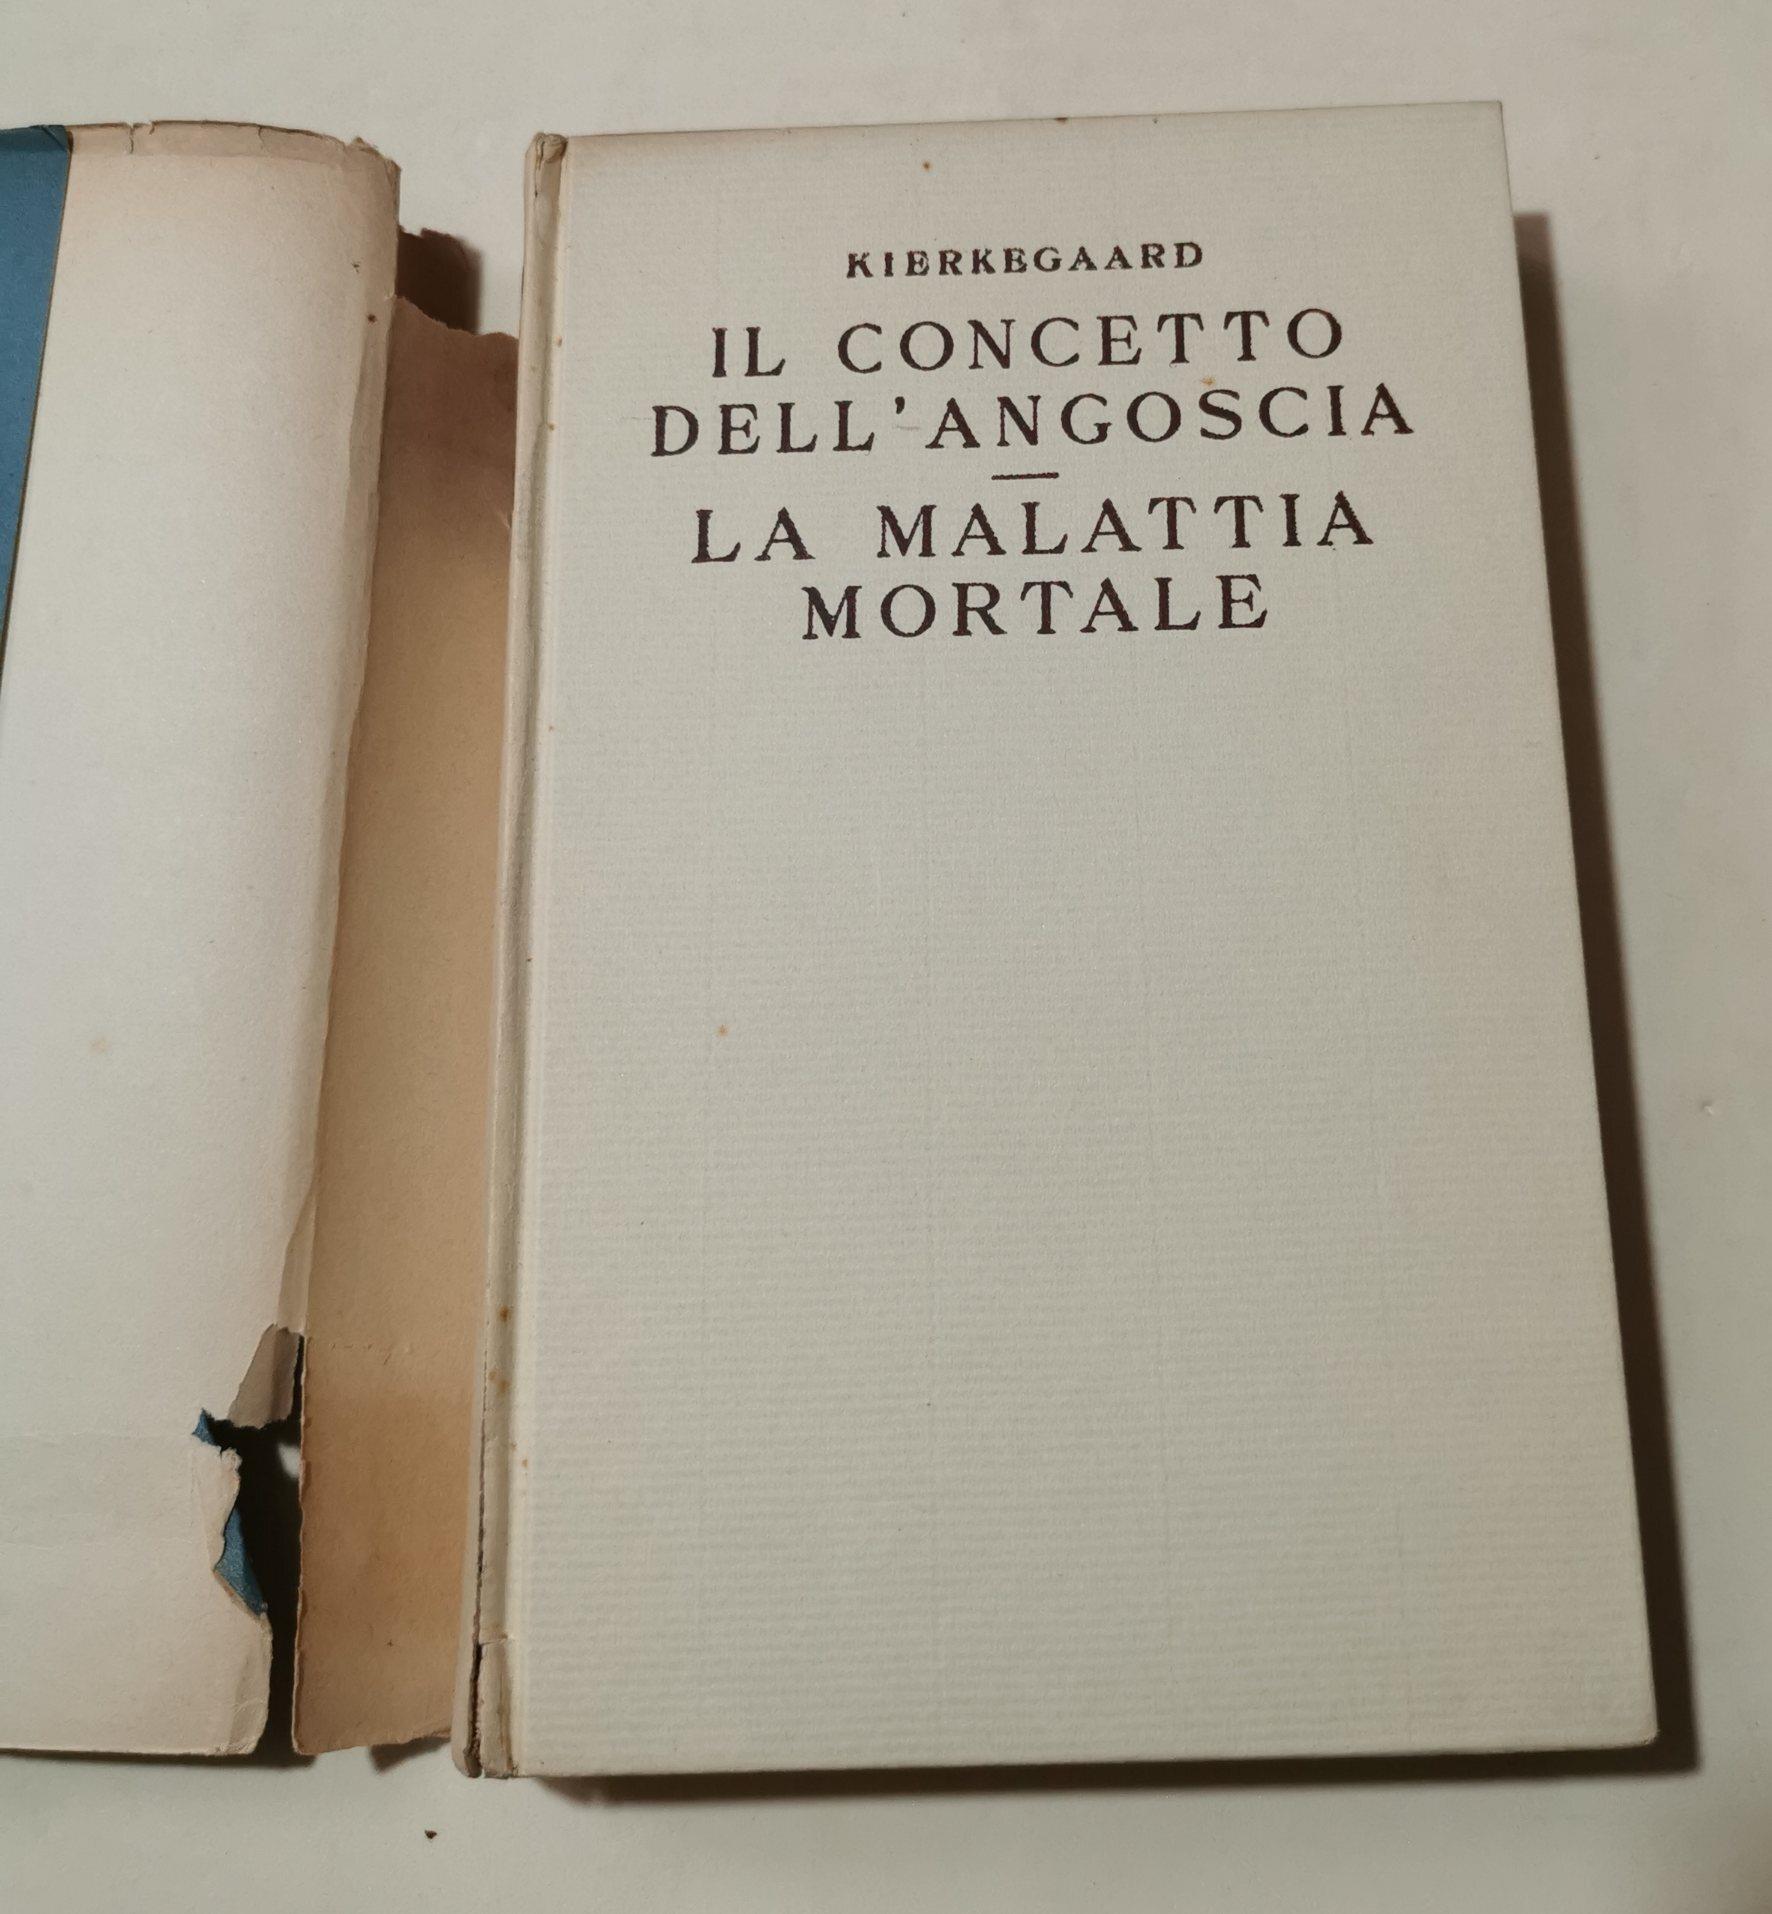 KIERKEGAARD
IL CONCETTO
DELL'ANGOSCIA
LA MALATTIA
MORTALE